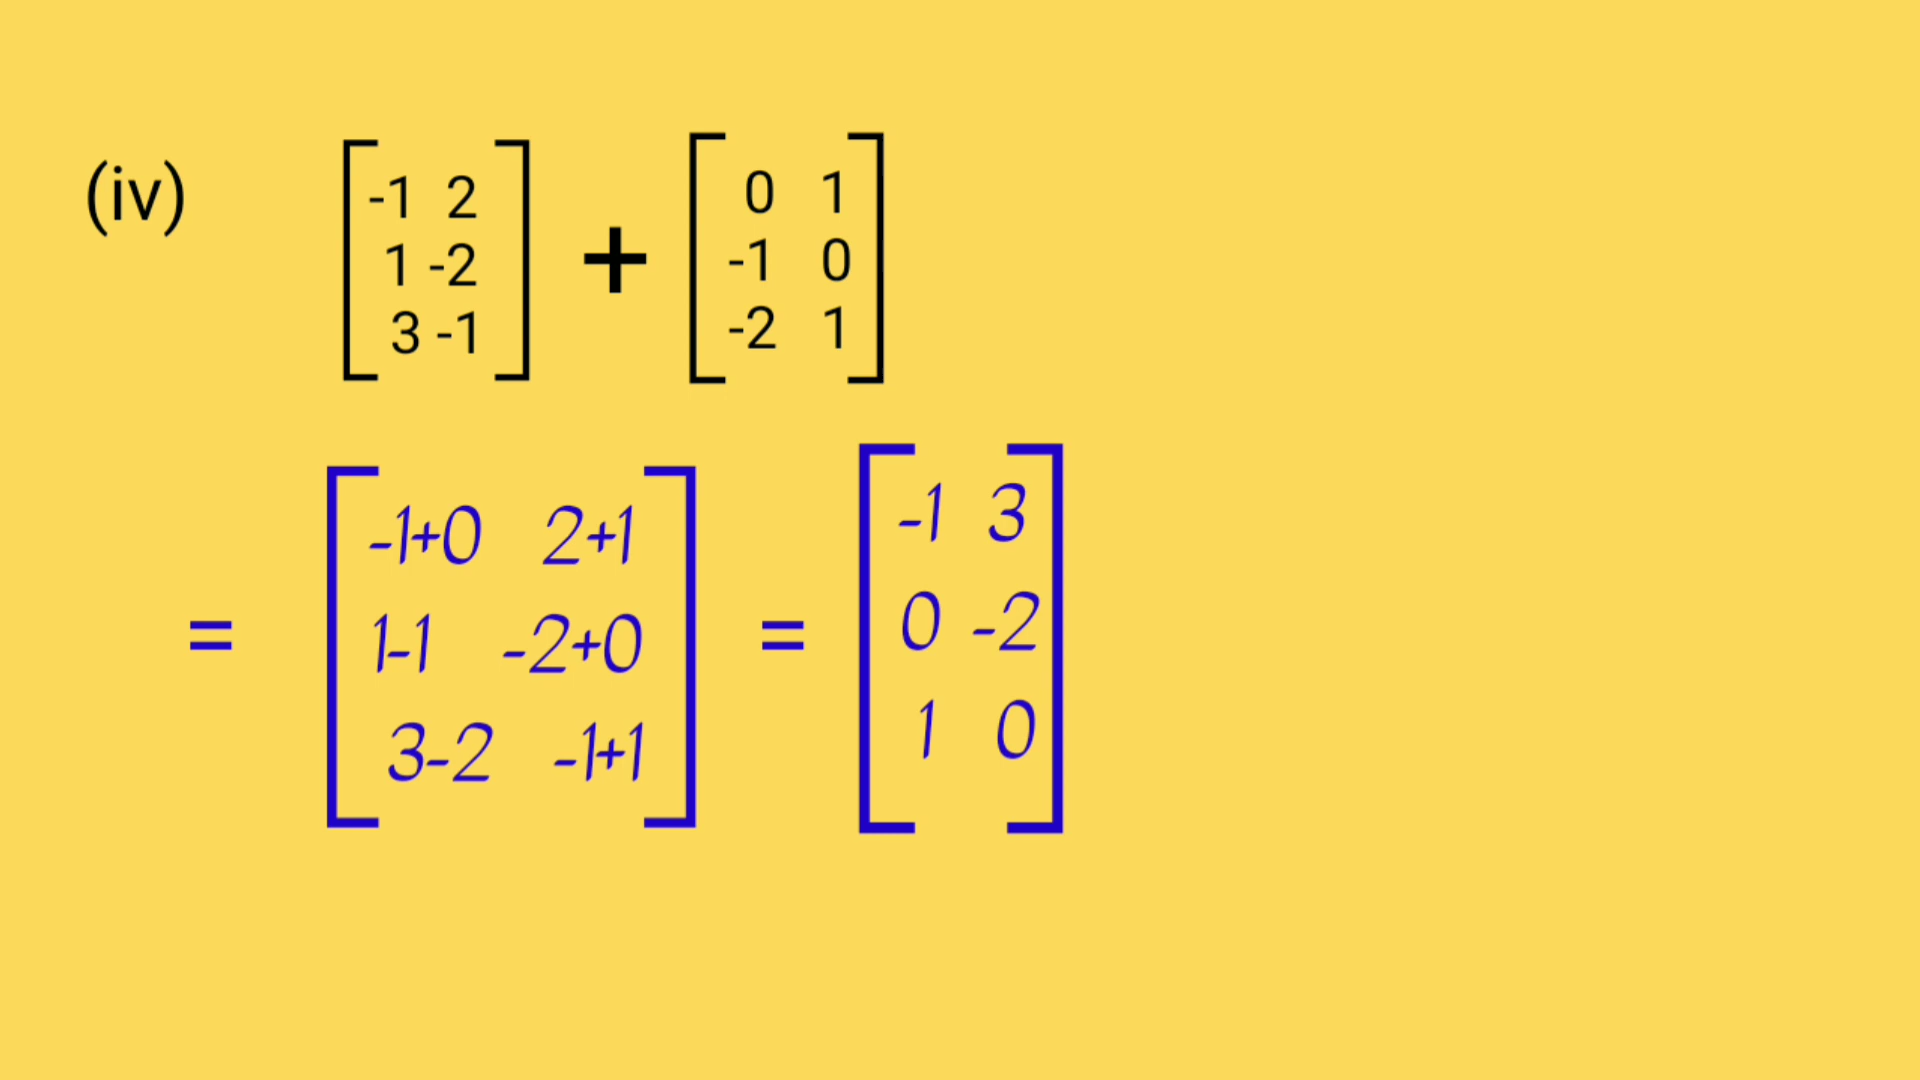 (iv) [-1 2 + [0 1
1 -2 -1 0
3 -1] -2 1]
= [-1+0 2+1 = [-1 3
1-1 -2+0 0 -2
3-2 -1+1] 1 0]